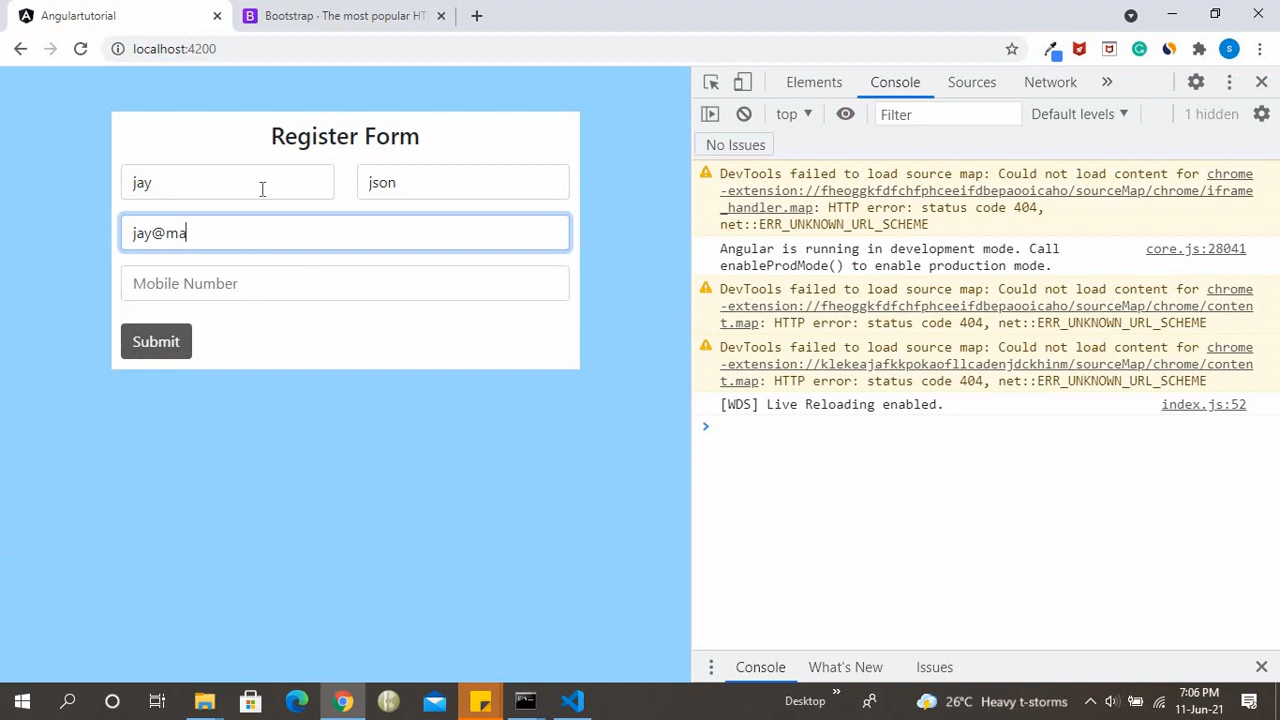 Angulartutorial
Bootstrap · The most popular HT
localhost:4200
Register Form
jay
json
jay@ma
Mobile Number
Submit
Elements
Console
Sources
Network
top
Filter
Default levels
1 hidden
No Issues
DevTools failed to load source map: Could not load content for chrome
-extension://fheoggkfdfchfphceeifdbepaooicaho/sourceMap/chrome/ifram
e
_handler.map: HTTP error: status code 404,
net::ERR_UNKNOWN_URL_SCHEME
Angular is running in development mode. Call
core.js:28041
enableProdMode() to enable production mode.
DevTools failed to load source map: Could not load content for chrome
-extension://fheoggkfdfchfphceeifdbepaooicaho/sourceMap/chrome/conten
t.map: HTTP error: status code 404, net::ERR_UNKNOWN_URL_SCHEME
DevTools failed to load source map: Could not load content for chrome
-extension://klekeajafkkpokaofllcadenjdckhinm/sourceMap/chrome/conten
t.map: HTTP error: status code 404, net::ERR_UNKNOWN_URL_SCHEME
[WDS] Live Reloading enabled.
index.js:52
Console
What's New
Issues
Desktop
26°C Heavy t-storms
7:06 PM
11-Jun-21